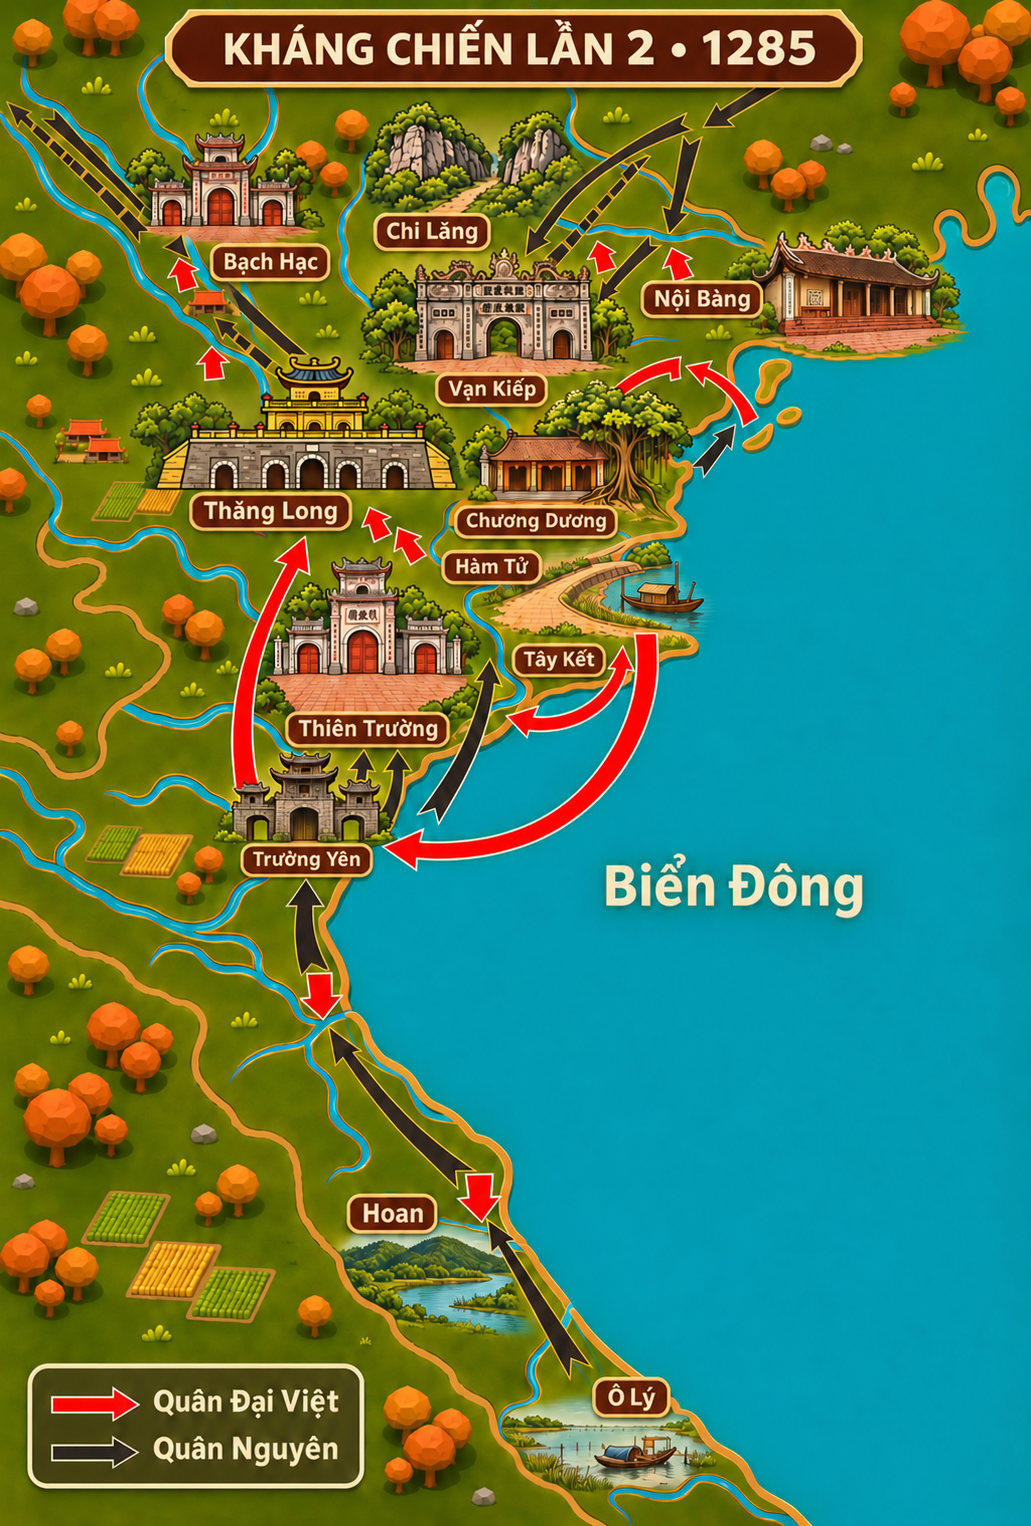 KHÁNG CHIẾN LẦN 2 • 1285
Chi Lăng
Bạch Hạc
Nội Bàng
Vạn Kiếp
Thăng Long
Chương Dương
Hàm Tử
Tây Kết
Thiên Trường
Trường Yên
Biển Đông
Hoan
Ô Lý
Quân Đại Việt
Quân Nguyên